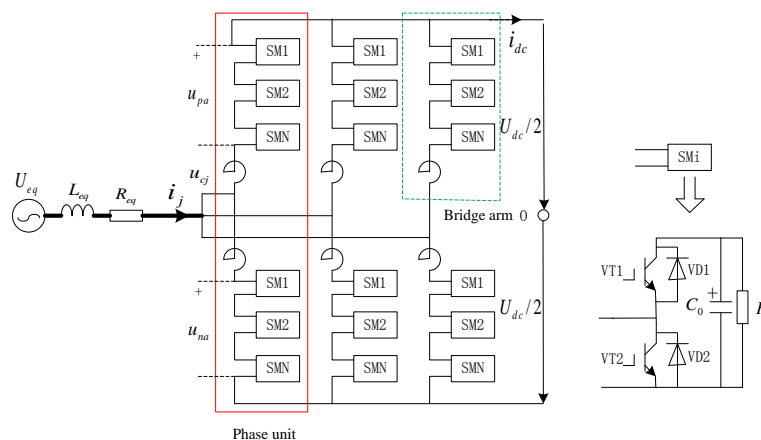 SM1
SM1
SM1
i_dc
+
u_pa
SM2
SM2
SM2
SMN
SMN
SMN
U_dc/2
u_cj
SMi
U_eq
L_eq
R_eq
i_j
Bridge arm 0
+
SM1
SM1
SM1
u_na
SM2
SM2
SM2
U_dc/2
SMN
SMN
SMN
VT1
VD1
+
C_0
VT2
VD2
Phase unit